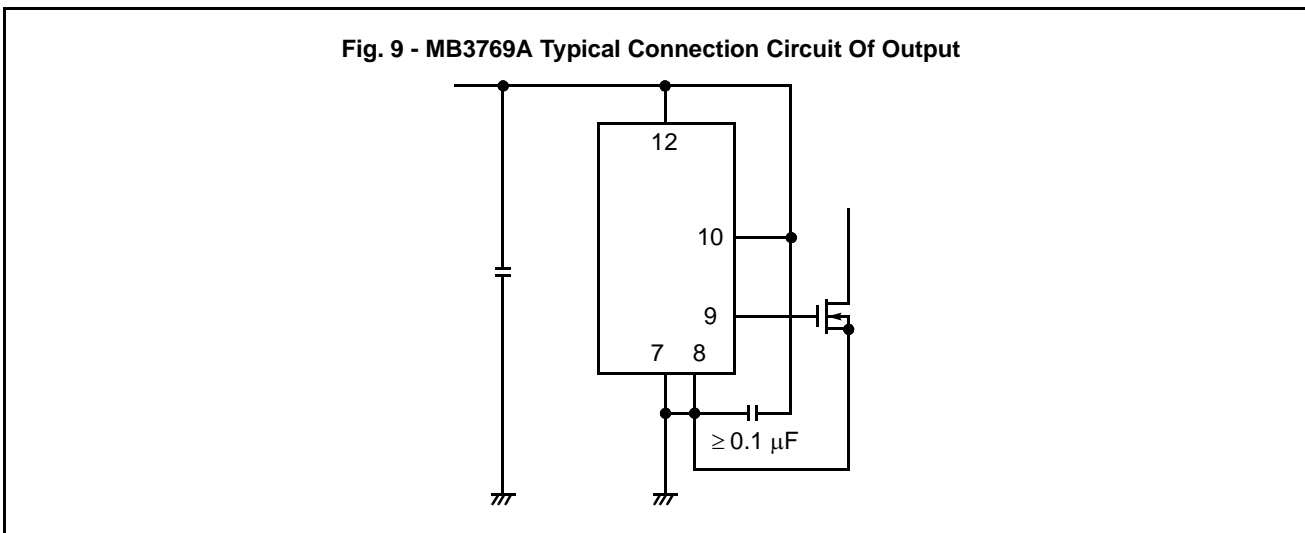 Fig. 9 - MB3769A Typical Connection Circuit Of Output
12
10
9
7 8
≥ 0.1 μF